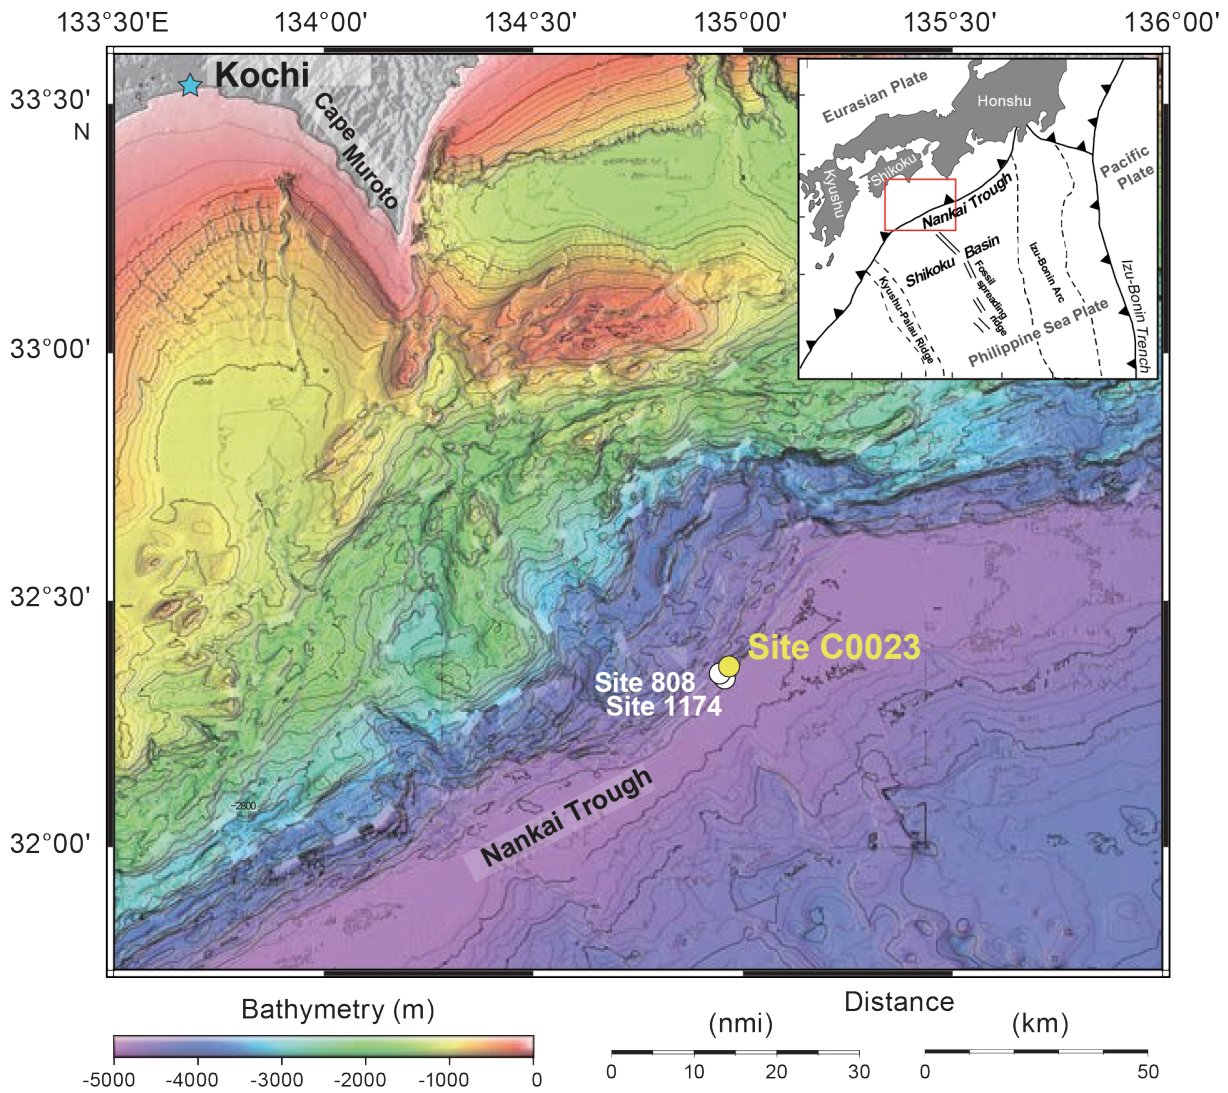 133°30'E 134°00' 134°30' 135°00' 135°30' 136°00'
33°30'
N
33°00'
32°30'
32°00'
Kochi
Cape Muroto
Eurasian Plate
Honshu
Shikoku
Kyushu
Pacific
Plate
Nankai Trough
Shikoku Basin
Fossil
spreading
ridge
Izu-Bonin Arc
Izu-Bonin Trench
Kyushu-Palau Ridge
Philippine Sea Plate
Site C0023
Site 808
Site 1174
Nankai Trough
-2800
Bathymetry (m)
-5000 -4000 -3000 -2000 -1000 0
Distance
(nmi) (km)
0 10 20 30
0 50